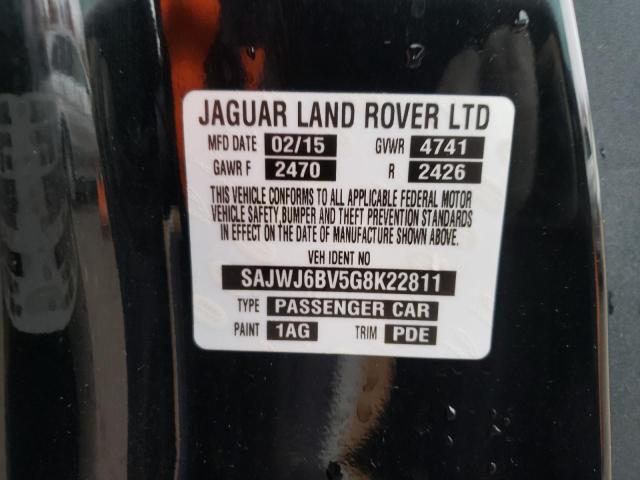 JAGUAR LAND ROVER LTD
MFD DATE 02/15 GVWR 4741
GAWR F 2470 R 2426
THIS VEHICLE CONFORMS TO ALL APPLICABLE FEDERAL MOTOR
VEHICLE SAFETY, BUMPER AND THEFT PREVENTION STANDARDS
IN EFFECT ON THE DATE OF MANUFACTURE SHOWN ABOVE.
VEH IDENT NO
SAJWJ6BV5G8K22811
TYPE PASSENGER CAR
PAINT 1AG TRIM PDE